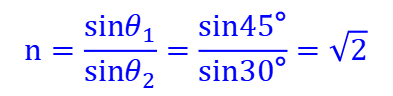 n = sinθ₁/sinθ₂ = sin45°/sin30° = √2